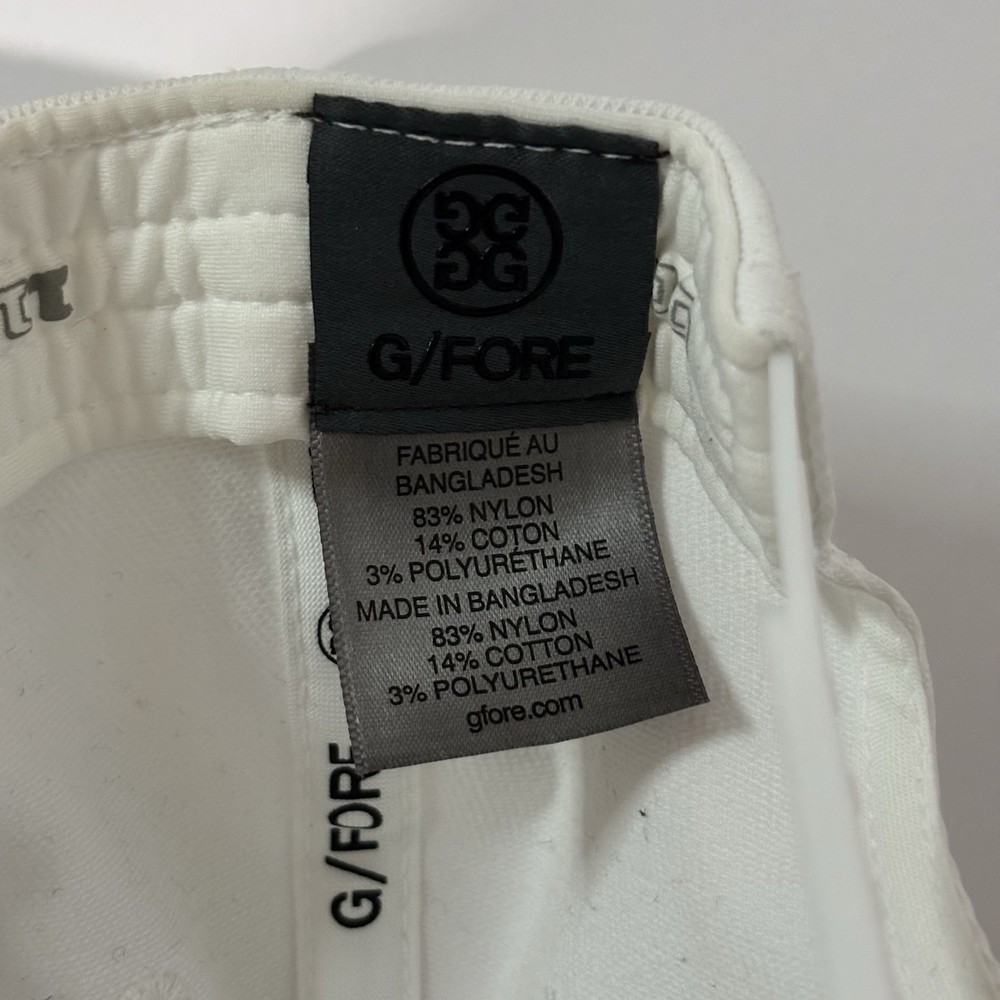 G/FORE
FABRIQUÉ AU
BANGLADESH
83% NYLON
14% COTON
3% POLYURÉTHANE
MADE IN BANGLADESH
83% NYLON
14% COTTON
3% POLYURETHANE
gfore.com
G/FORE